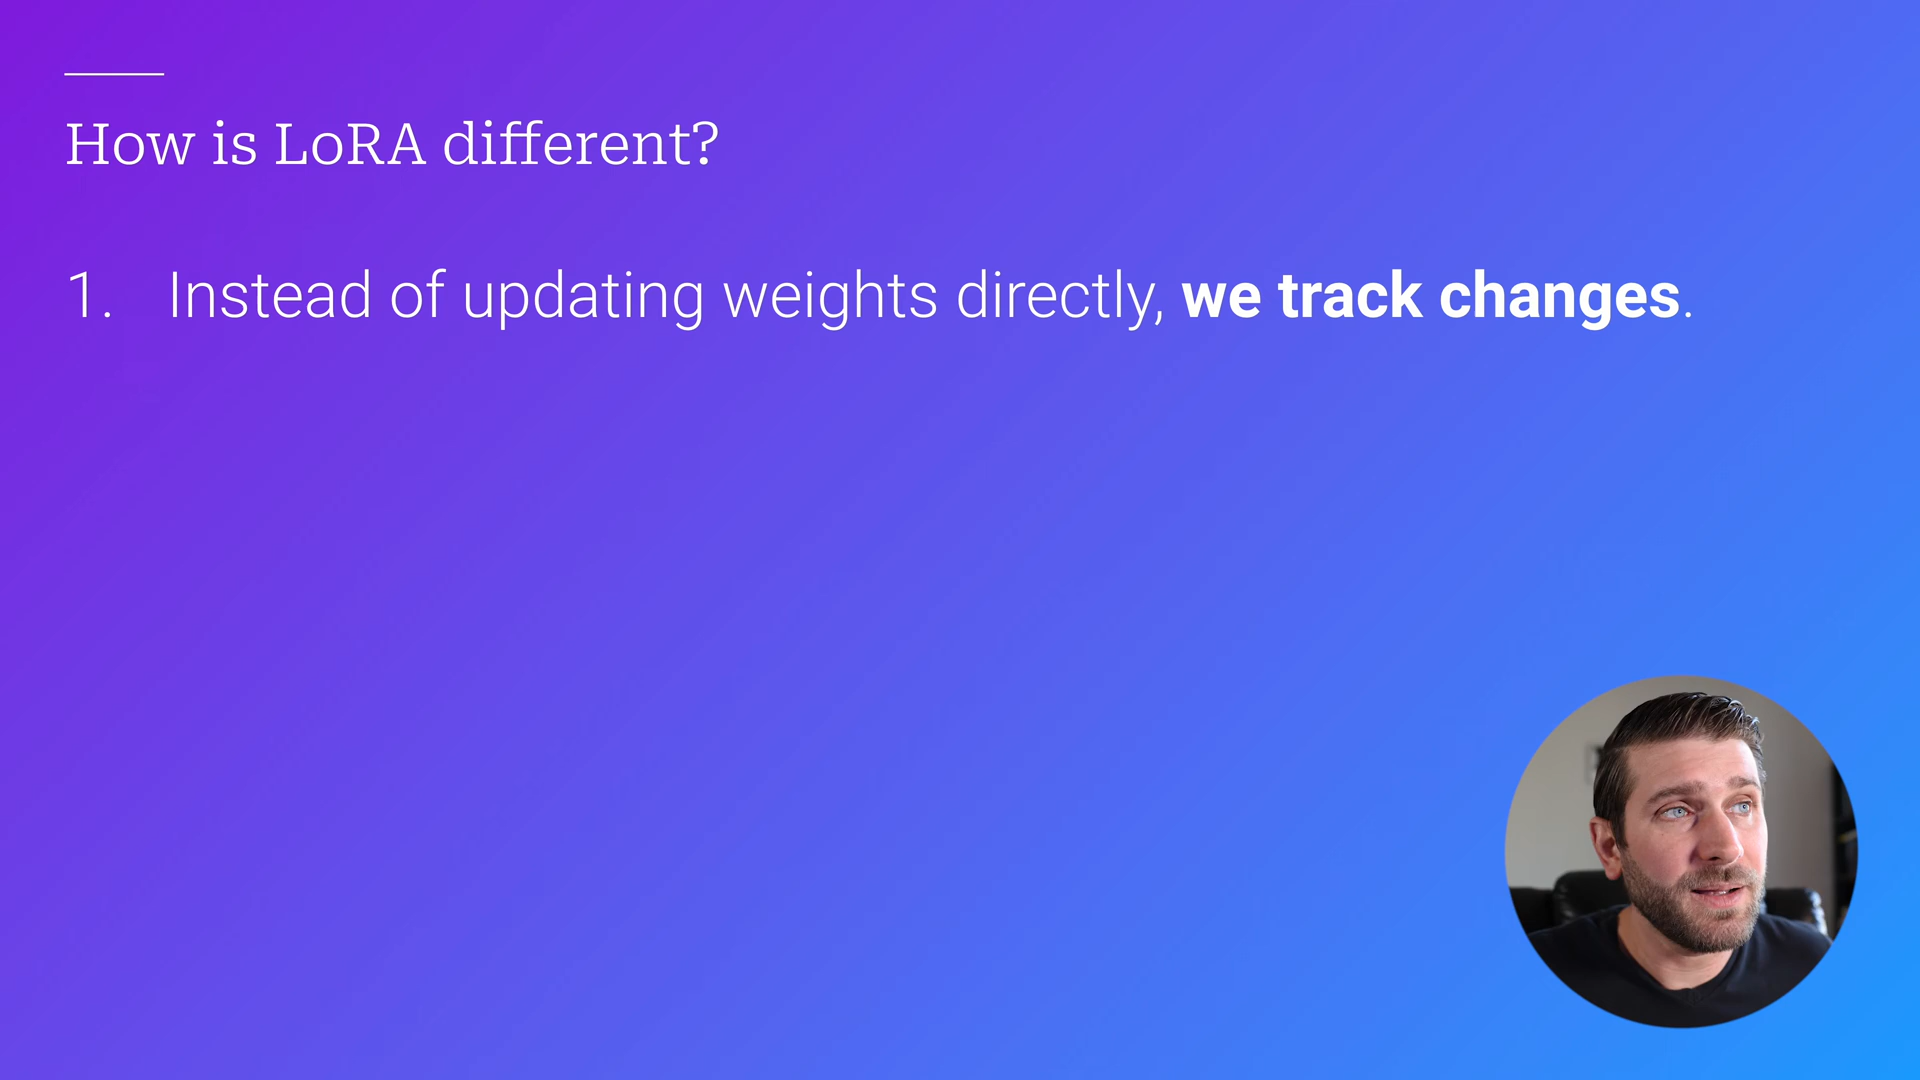 How is LoRA different?
1. Instead of updating weights directly, we track changes.